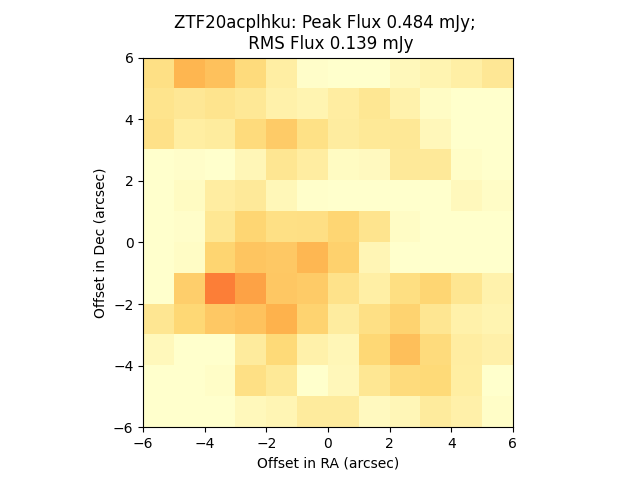 ZTF20acplhku: Peak Flux 0.484 mJy;
RMS Flux 0.139 mJy
6
4
2
0
−2
−4
−6
Offset in Dec (arcsec)
−6 −4 −2 0 2 4 6
Offset in RA (arcsec)